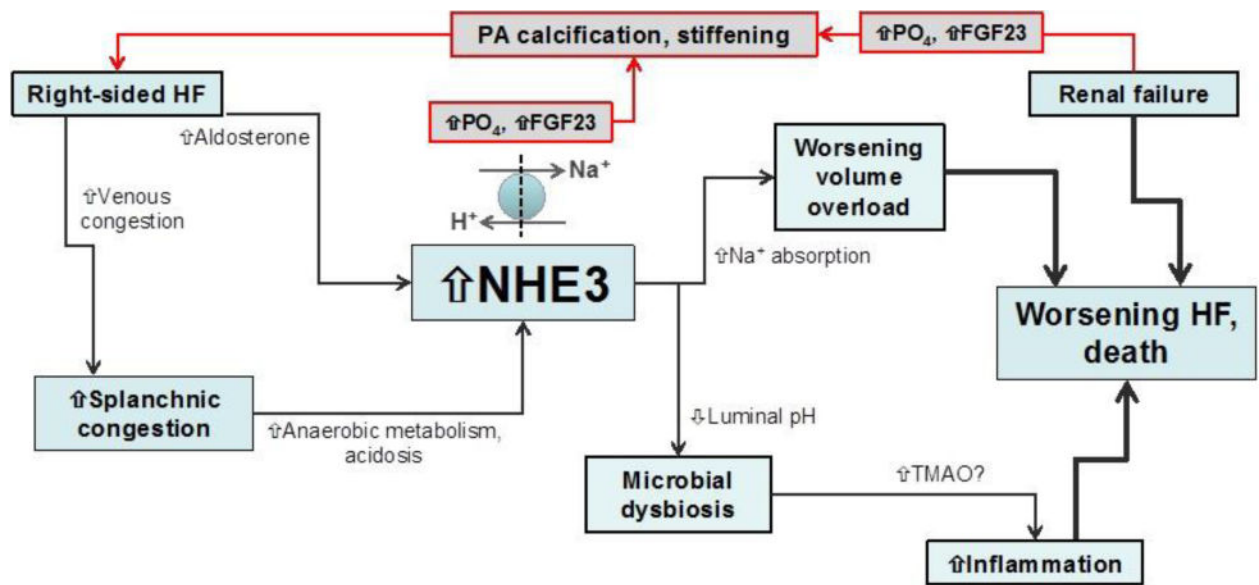 PA calcification, stiffening
⇧PO₄, ⇧FGF23
Right-sided HF
Renal failure
⇧PO₄, ⇧FGF23
⇧Aldosterone
Worsening
volume
overload
Na⁺
H⁺
⇧Venous
congestion
⇧Na⁺ absorption
⇧NHE3
Worsening HF,
death
⇧Splanchnic
congestion
⇧Anaerobic metabolism,
acidosis
⇩Luminal pH
Microbial
dysbiosis
⇧TMAO?
⇧Inflammation